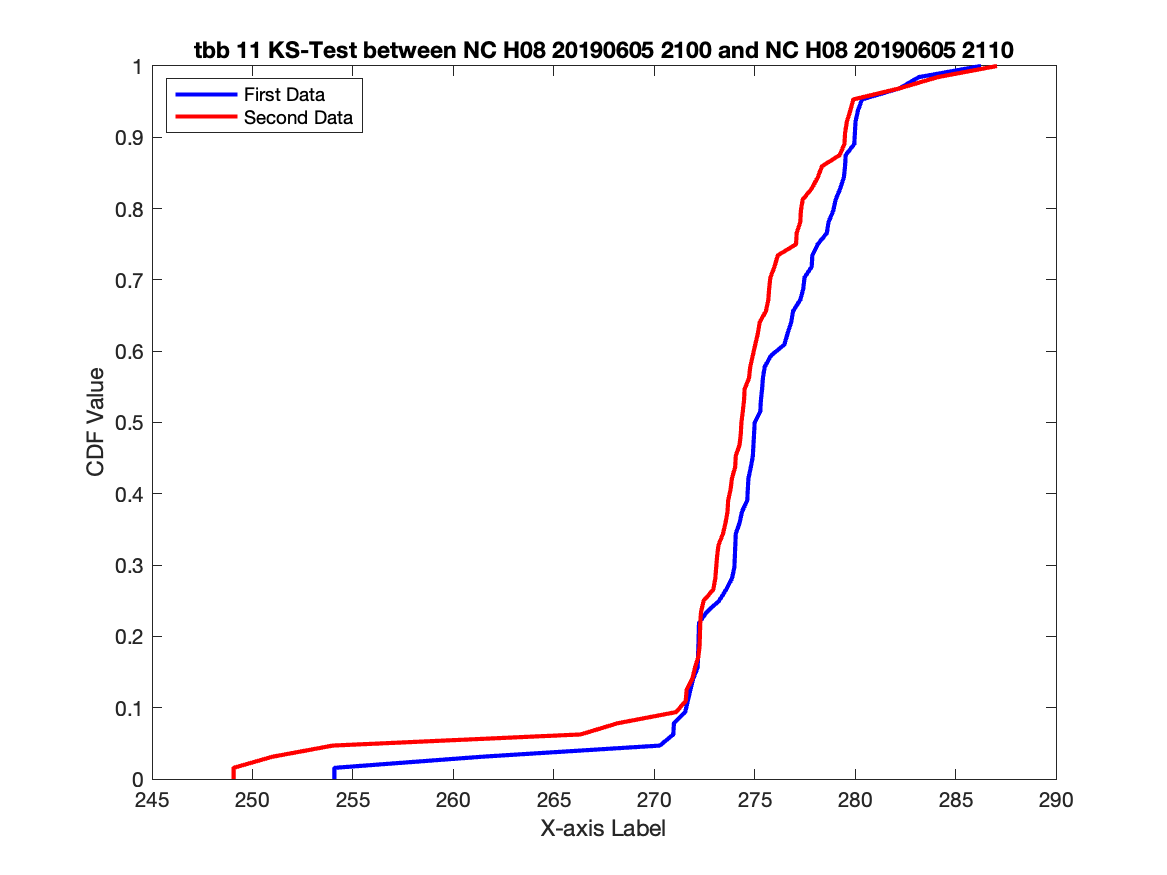 tbb 11 KS-Test between NC H08 20190605 2100 and NC H08 20190605 2110
First Data
Second Data
1
0.9
0.8
0.7
0.6
0.5
0.4
0.3
0.2
0.1
0
CDF Value
245 250 255 260 265 270 275 280 285 290
X-axis Label